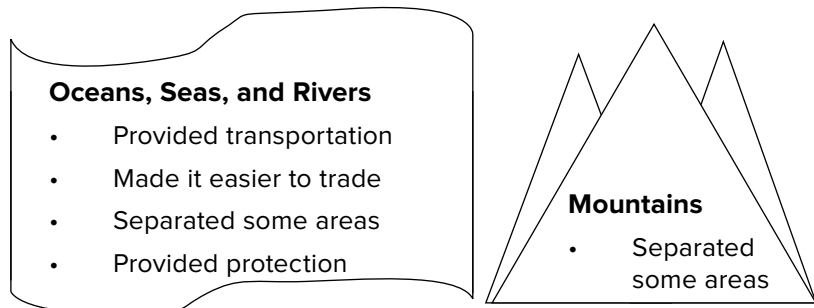 Oceans, Seas, and Rivers
• Provided transportation
• Made it easier to trade
• Separated some areas
• Provided protection
Mountains
• Separated
some areas